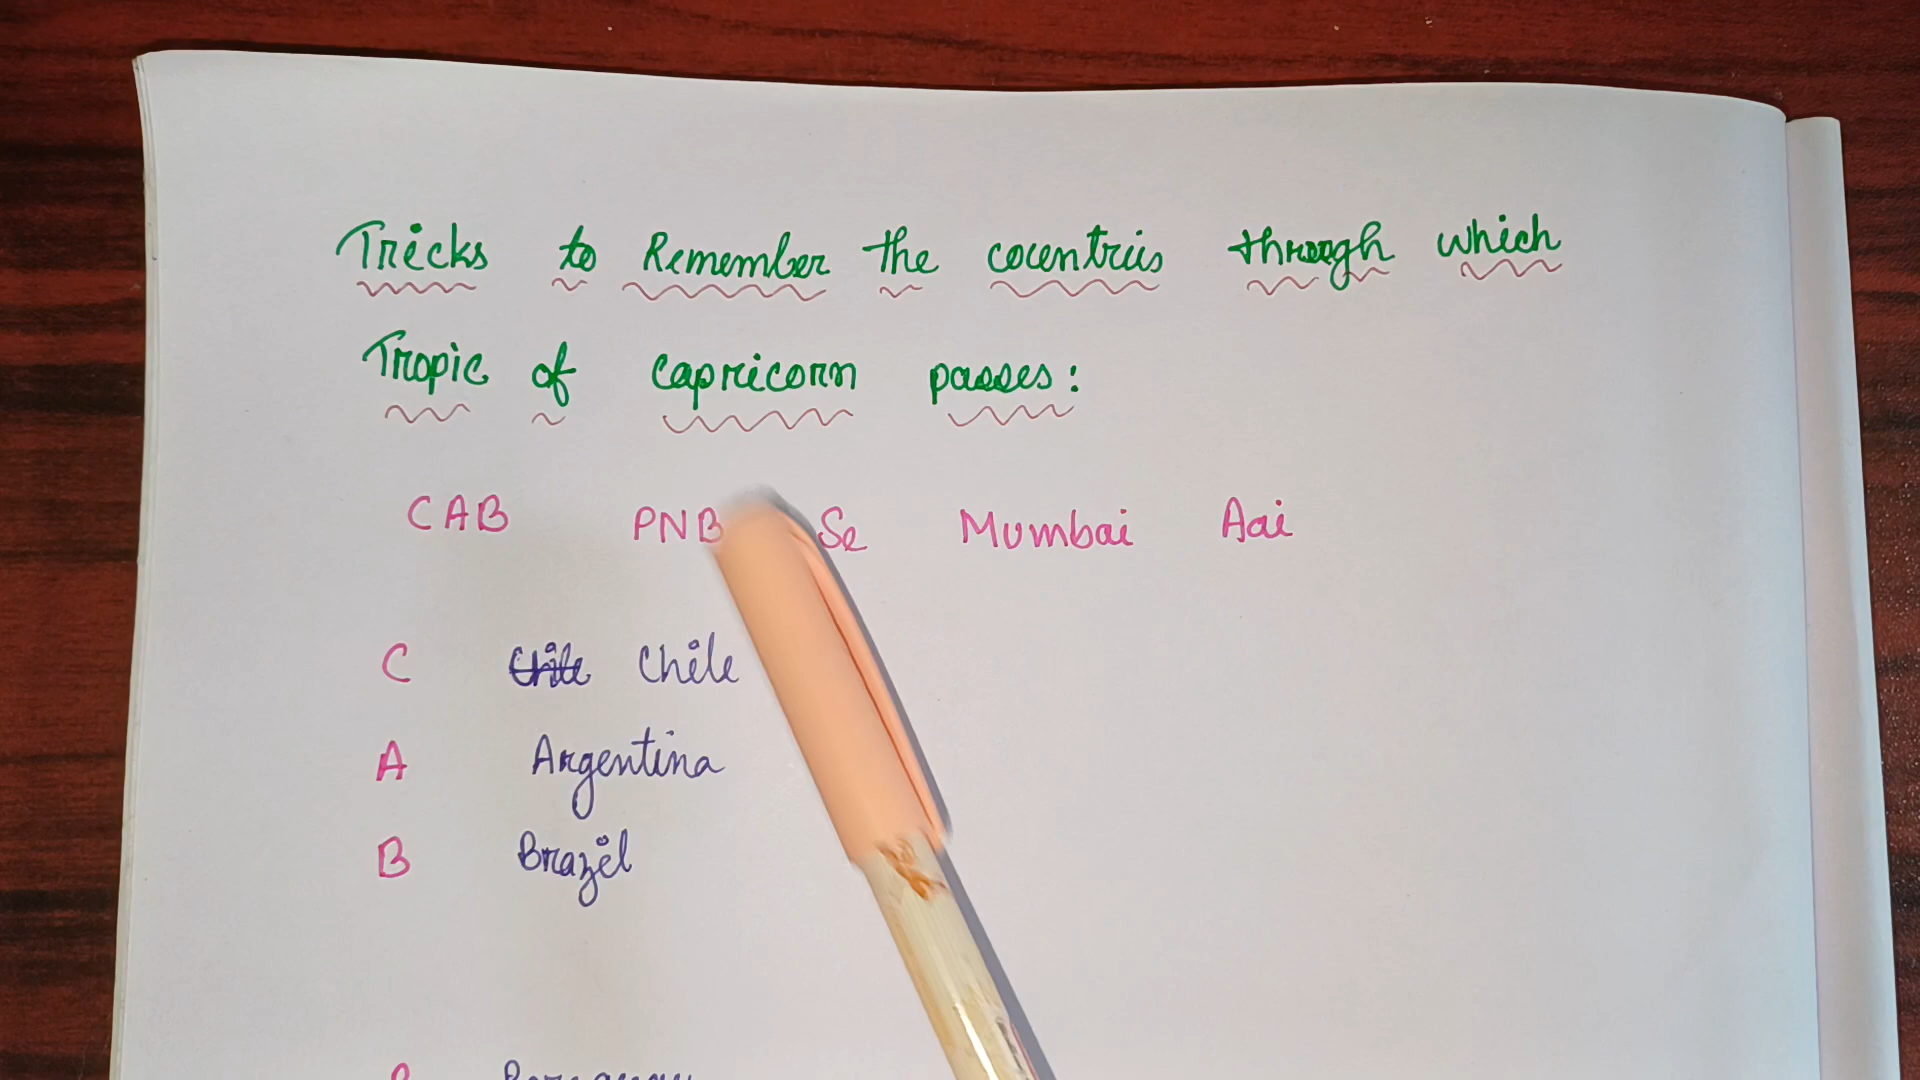 Tricks to Remember the countries through which
Tropic of Capricorn passes:
CAB PNB Se Mumbai Aai
C Chile Chile
A Argentina
B Brazil